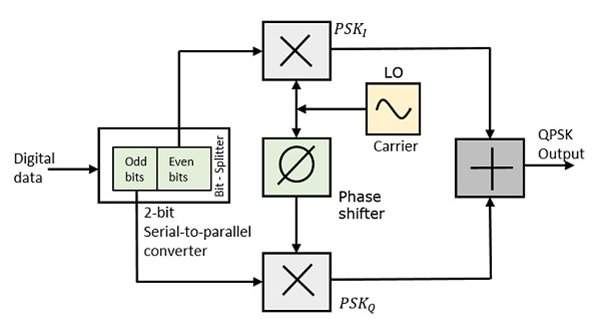 PSK_I
LO
Carrier
Digital
data
Odd
bits
Even
bits
Bit - Splitter
QPSK
Output
Phase
shifter
2-bit
Serial-to-parallel
converter
PSK_Q